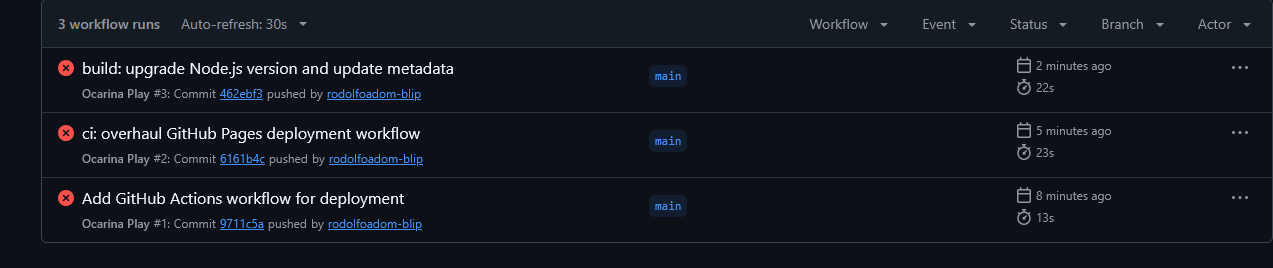 3 workflow runs Auto-refresh: 30s Workflow Event Status Branch Actor
build: upgrade Node.js version and update metadata
main
2 minutes ago
Ocarina Play #3: Commit 462ebf3 pushed by rodolfoadom-blip
22s
ci: overhaul GitHub Pages deployment workflow
main
5 minutes ago
Ocarina Play #2: Commit 6161b4c pushed by rodolfoadom-blip
23s
Add GitHub Actions workflow for deployment
main
8 minutes ago
Ocarina Play #1: Commit 9711c5a pushed by rodolfoadom-blip
13s